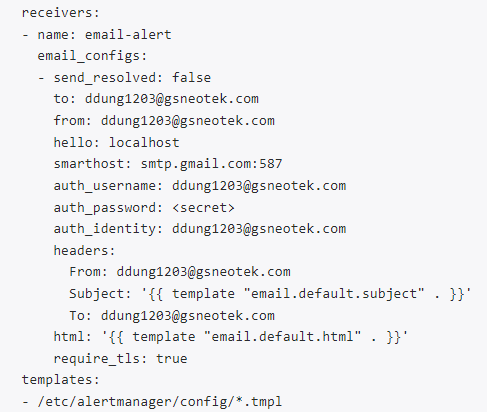 receivers:
- name: email-alert
  email_configs:
  - send_resolved: false
    to: ddung1203@gsneotek.com
    from: ddung1203@gsneotek.com
    hello: localhost
    smarthost: smtp.gmail.com:587
    auth_username: ddung1203@gsneotek.com
    auth_password: <secret>
    auth_identity: ddung1203@gsneotek.com
    headers:
      From: ddung1203@gsneotek.com
      Subject: '{{ template "email.default.subject" . }}'
      To: ddung1203@gsneotek.com
    html: '{{ template "email.default.html" . }}'
    require_tls: true
templates:
- /etc/alertmanager/config/*.tmpl